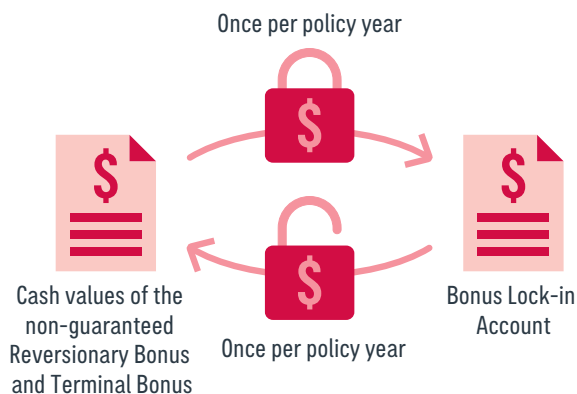 Once per policy year
$
$
$
$
Cash values of the
non-guaranteed
Reversionary Bonus
and Terminal Bonus
Once per policy year
Bonus Lock-in
Account